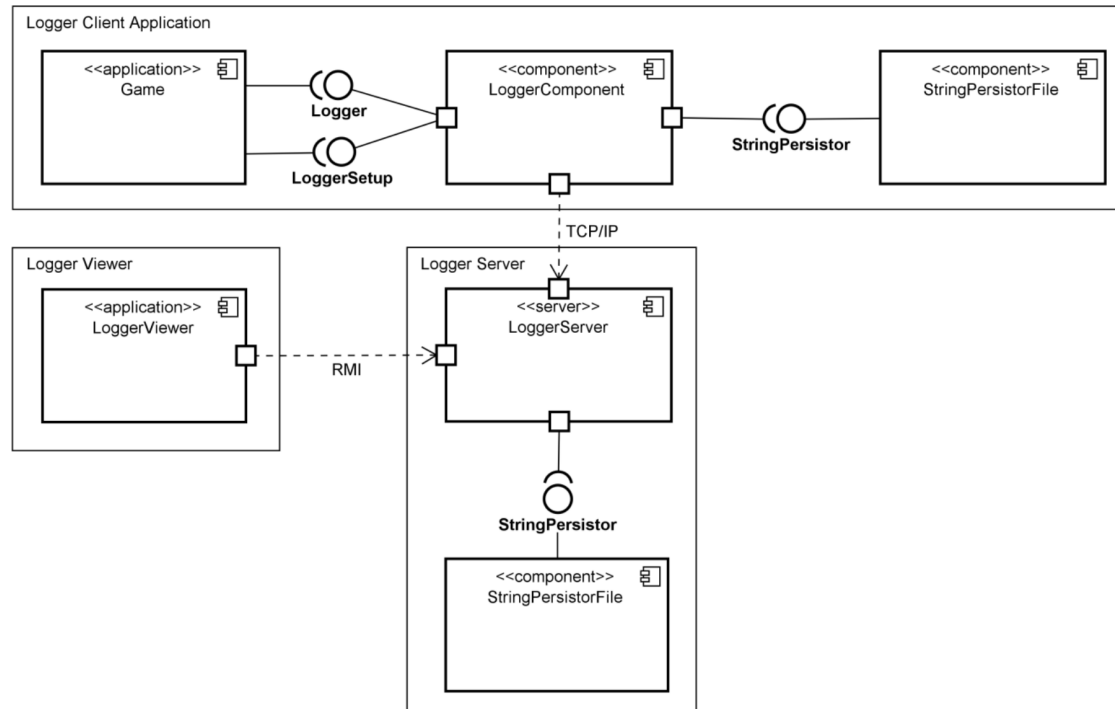 Logger Client Application
<<application>>
Game
Logger
LoggerSetup
<<component>>
LoggerComponent
StringPersistor
<<component>>
StringPersistorFile
TCP/IP
Logger Viewer
<<application>>
LoggerViewer
RMI
Logger Server
<<server>>
LoggerServer
StringPersistor
<<component>>
StringPersistorFile